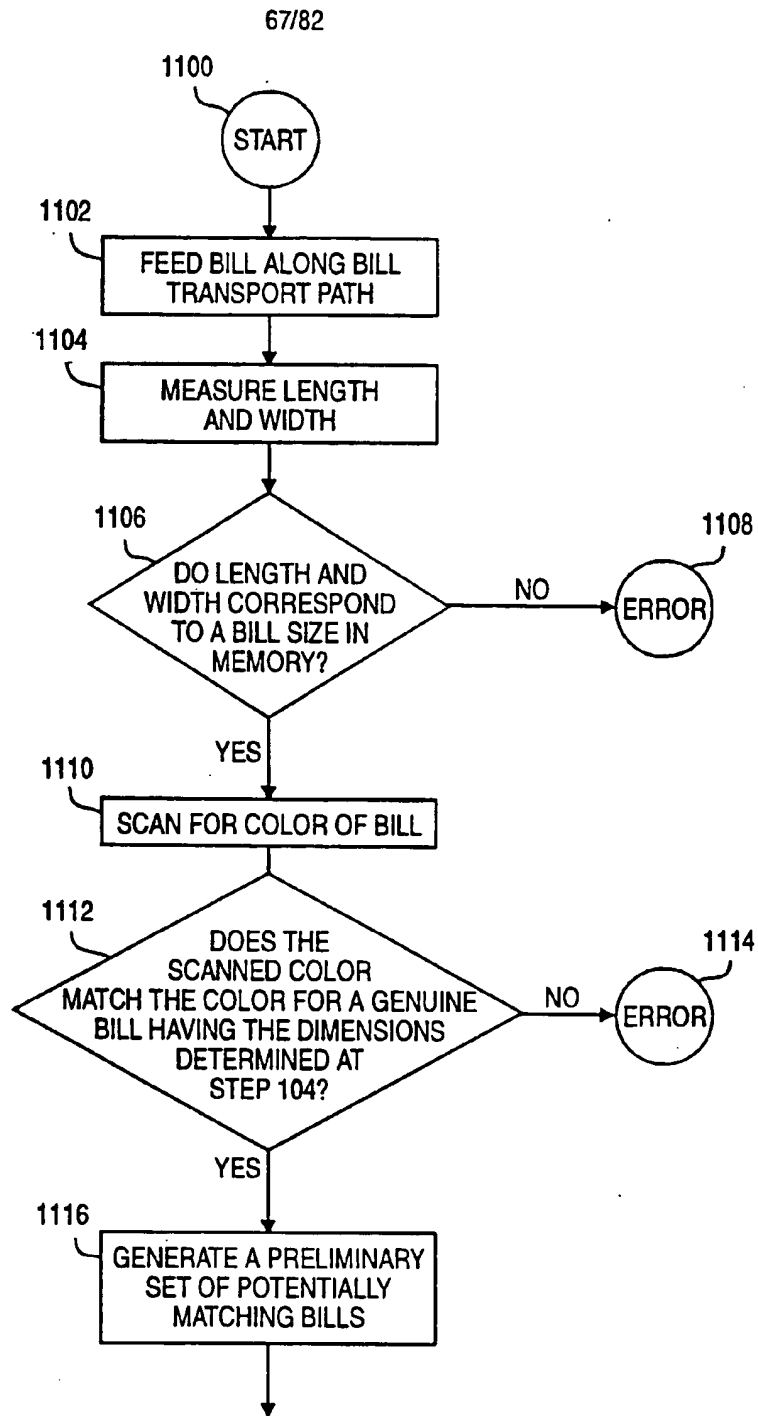 67/82
1100
START
1102
FEED BILL ALONG BILL
TRANSPORT PATH
1104
MEASURE LENGTH
AND WIDTH
1106
DO LENGTH AND
WIDTH CORRESPOND
TO A BILL SIZE IN
MEMORY?
NO
1108
ERROR
YES
1110
SCAN FOR COLOR OF BILL
1112
DOES THE
SCANNED COLOR
MATCH THE COLOR FOR A GENUINE
BILL HAVING THE DIMENSIONS
DETERMINED AT
STEP 104?
NO
1114
ERROR
YES
1116
GENERATE A PRELIMINARY
SET OF POTENTIALLY
MATCHING BILLS